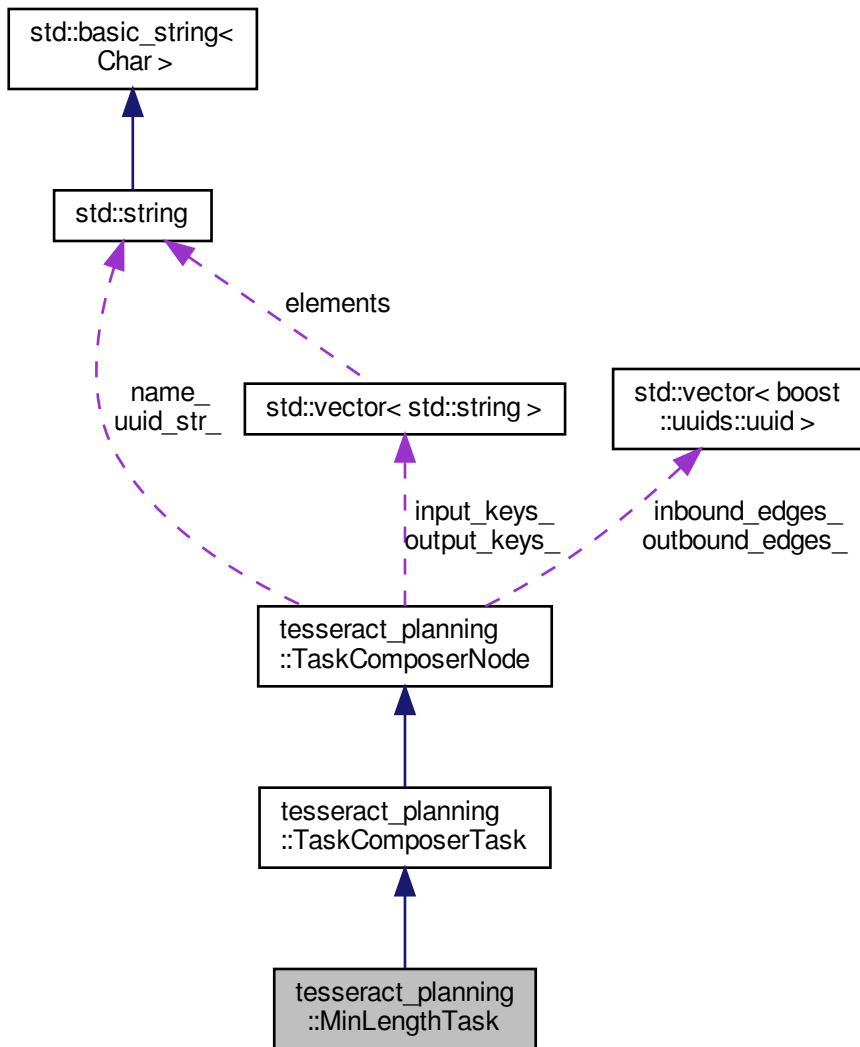 std::basic_string<
Char >
std::string
elements
name_
uuid_str_
std::vector< std::string >
std::vector< boost
::uuids::uuid >
input_keys_
output_keys_
inbound_edges_
outbound_edges_
tesseract_planning
::TaskComposerNode
tesseract_planning
::TaskComposerTask
tesseract_planning
::MinLengthTask